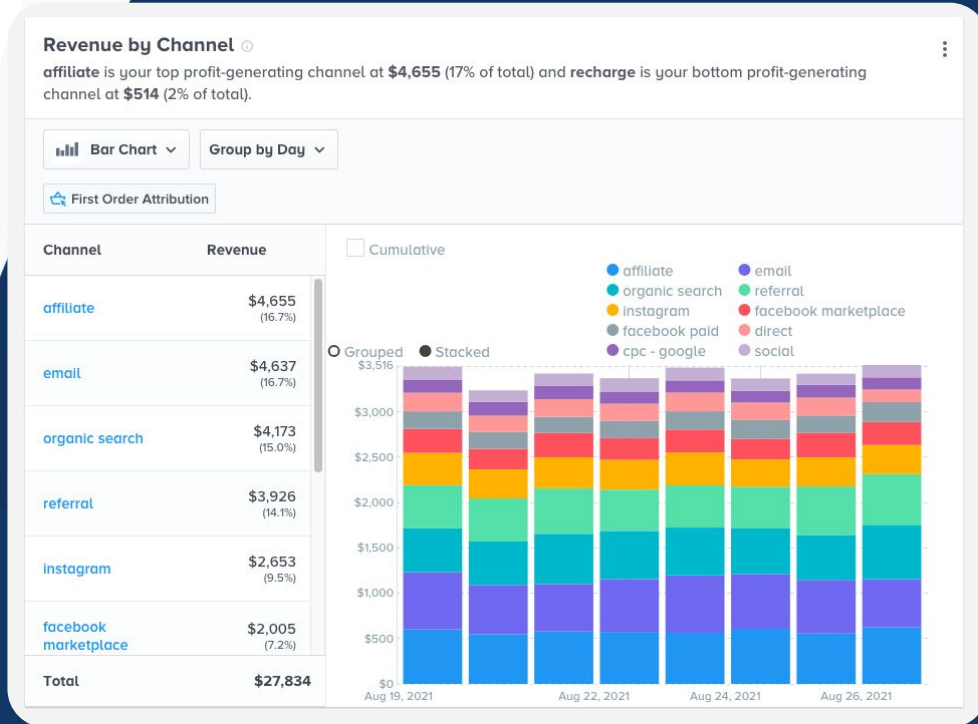 Revenue by Channel
affiliate is your top profit-generating channel at $4,655 (17% of total) and recharge is your bottom profit-generating
channel at $514 (2% of total).
Bar Chart
Group by Day
First Order Attribution
Channel Revenue
affiliate $4,655
(16.7%)
email $4,637
(16.7%)
organic search $4,173
(15.0%)
referral $3,926
(14.1%)
instagram $2,653
(9.5%)
facebook
marketplace $2,005
(7.2%)
Total $27,834
Cumulative
affiliate email
organic search referral
instagram facebook marketplace
facebook paid direct
cpc - google social
Grouped Stacked
$3,516
$3,000
$2,500
$2,000
$1,500
$1,000
$500
$0
Aug 19, 2021 Aug 22, 2021 Aug 24, 2021 Aug 26, 2021